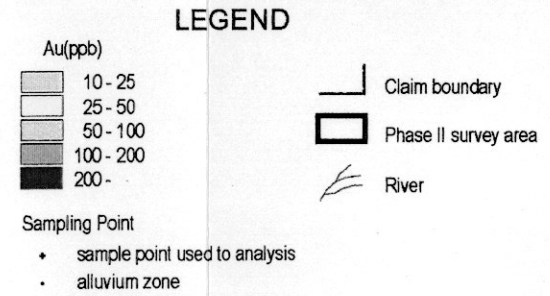 LEGEND
Au(ppb)
10 - 25
25 - 50
50 - 100
100 - 200
200 -
Claim boundary
Phase II survey area
River
Sampling Point
sample point used to analysis
alluvium zone